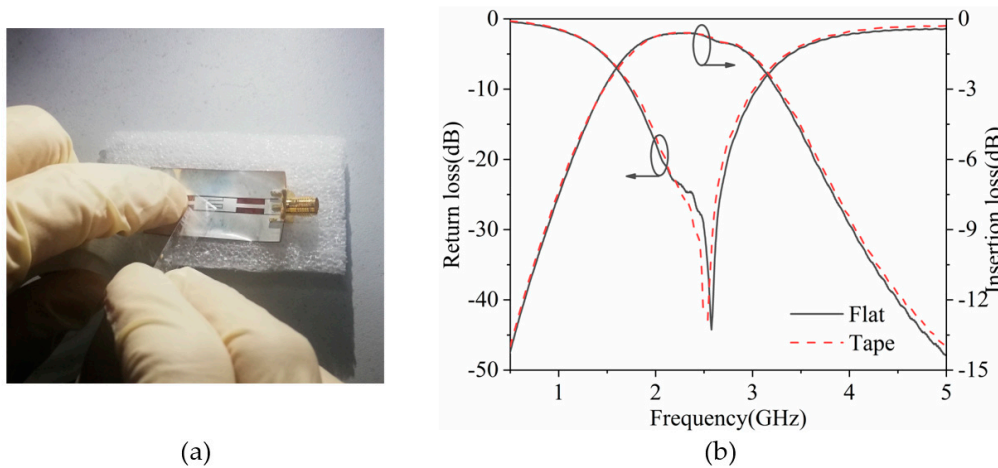 0
-10
-20
-30
-40
-50
Return loss(dB)
0
-3
-6
-9
-12
-15
Insertion loss(dB)
Flat
Tape
1
2
3
4
5
Frequency(GHz)
(a)
(b)